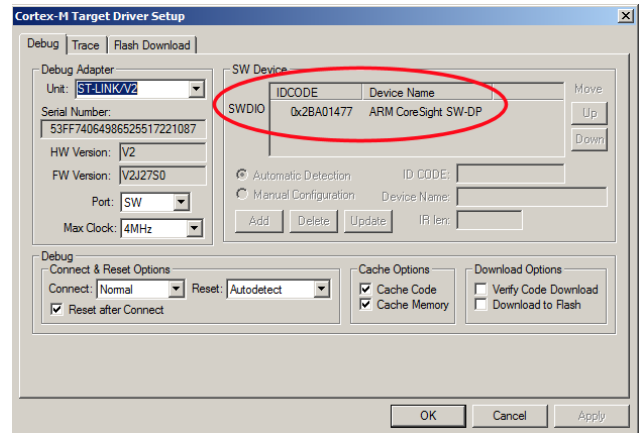 Cortex-M Target Driver Setup
Debug Trace Flash Download
Debug Adapter
Unit: ST-LINK/V2
Serial Number:
53FF74064986525517221087
HW Version: V2
FW Version: V2J27S0
Port: SW
Max Clock: 4MHz
SW Device
IDCODE Device Name Move
SWDIO 0x2BA01477 ARM CoreSight SW-DP Up
Down
Automatic Detection ID CODE:
Manual Configuration Device Name:
Add Delete Update IR len:
Debug
Connect & Reset Options
Connect: Normal Reset: Autodetect
Reset after Connect
Cache Options
Cache Code
Cache Memory
Download Options
Verify Code Download
Download to Flash
OK Cancel Apply